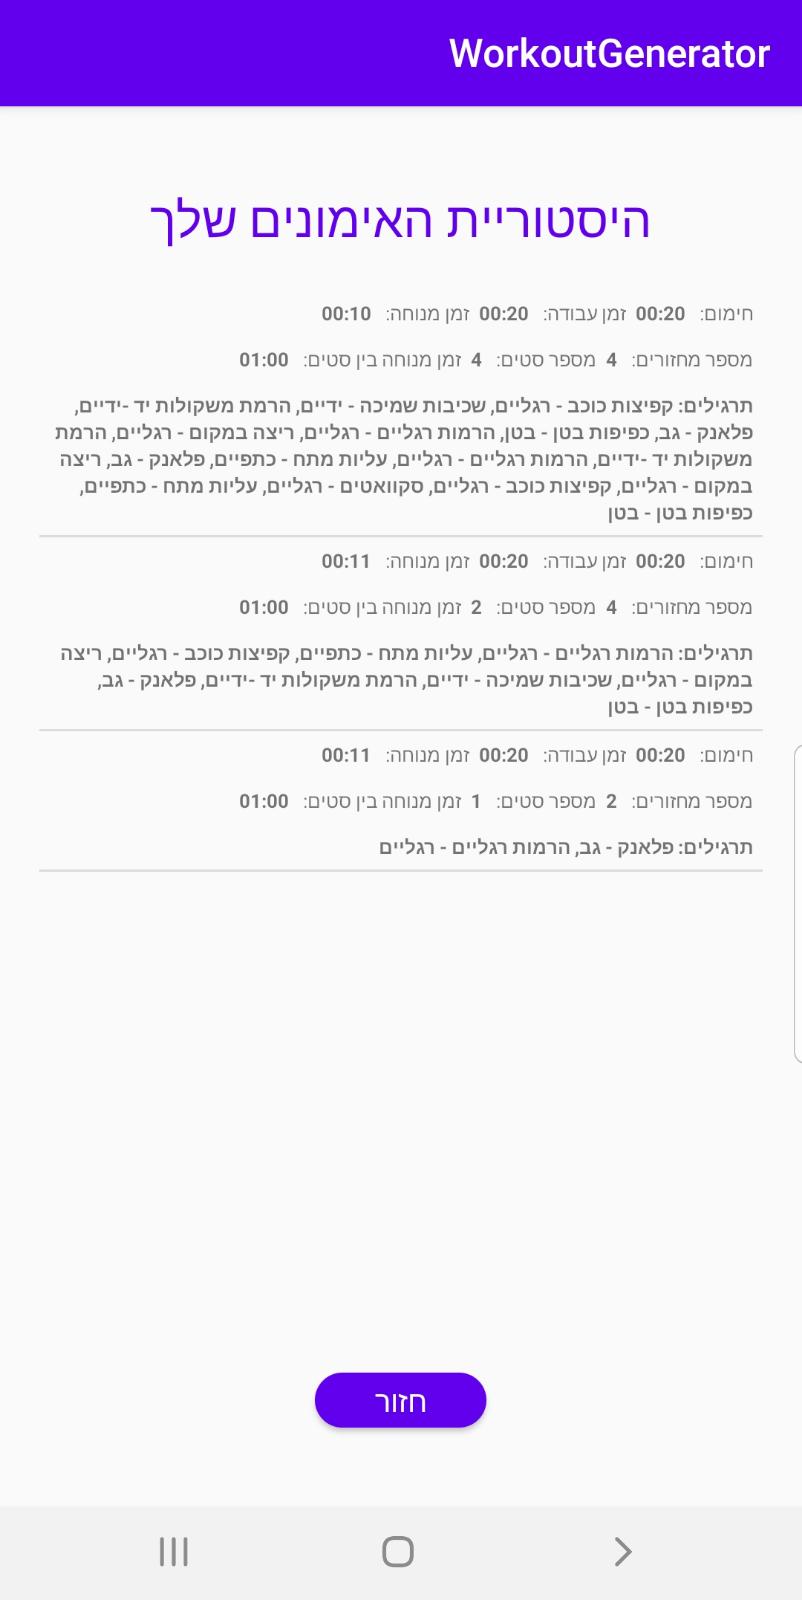 WorkoutGenerator
היסטוריית האימונים שלך
חימום: 00:20 זמן עבודה: 00:20 זמן מנוחה: 00:10
מספר מחזורים: 4 מספר סטים: 4 זמן מנוחה בין סטים: 01:00
תרגילים: קפיצות כוכב - רגליים, שכיבות שמיכה - ידיים, הרמת משקולות יד -ידיים,
פלאנק - גב, כפיפות בטן - בטן, הרמות רגליים - רגליים, ריצה במקום - רגליים, הרמת
משקולות יד -ידיים, הרמות רגליים - רגליים, עליות מתח - כתפיים, פלאנק - גב, ריצה
במקום - רגליים, קפיצות כוכב - רגליים, סקוואטים - רגליים, עליות מתח - כתפיים,
כפיפות בטן - בטן
חימום: 00:20 זמן עבודה: 00:20 זמן מנוחה: 00:11
מספר מחזורים: 4 מספר סטים: 2 זמן מנוחה בין סטים: 01:00
תרגילים: הרמות רגליים - רגליים, עליות מתח - כתפיים, קפיצות כוכב - רגליים, ריצה
במקום - רגליים, שכיבות שמיכה - ידיים, הרמת משקולות יד -ידיים, פלאנק - גב,
כפיפות בטן - בטן
חימום: 00:20 זמן עבודה: 00:20 זמן מנוחה: 00:11
מספר מחזורים: 2 מספר סטים: 1 זמן מנוחה בין סטים: 01:00
תרגילים: פלאנק - גב, הרמות רגליים - רגליים
חזור